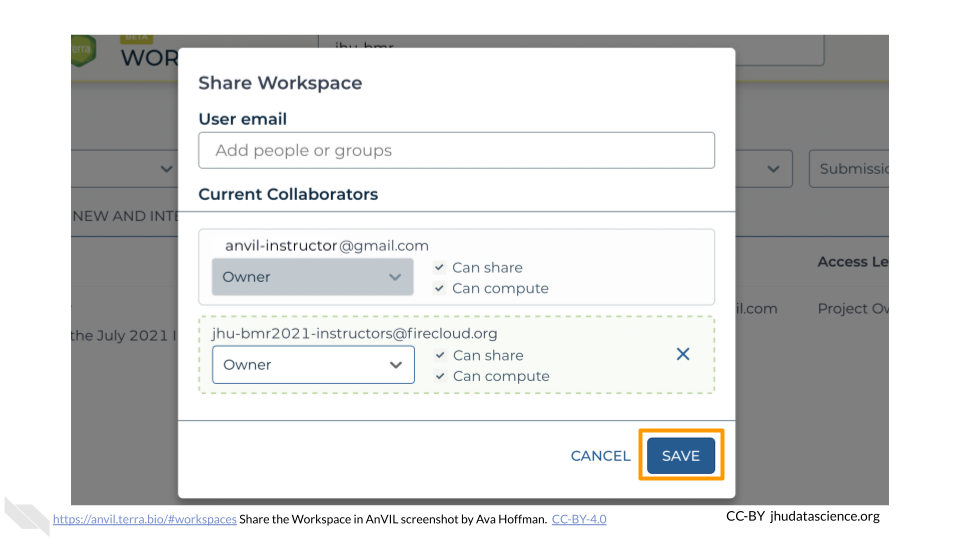 BETA
WOR
jhu-bmr
Share Workspace
User email
Add people or groups
Submissio
Current Collaborators
NEW AND INTE
anvil-instructor@gmail.com
Owner
Can share
Can compute
Access Le
il.com
Project Ow
the July 2021 I
jhu-bmr2021-instructors@firecloud.org
Owner
Can share
Can compute
CANCEL
SAVE
https://anvil.terra.bio/#workspaces Share the Workspace in AnVIL screenshot by Ava Hoffman. CC-BY-4.0
CC-BY jhudatascience.org